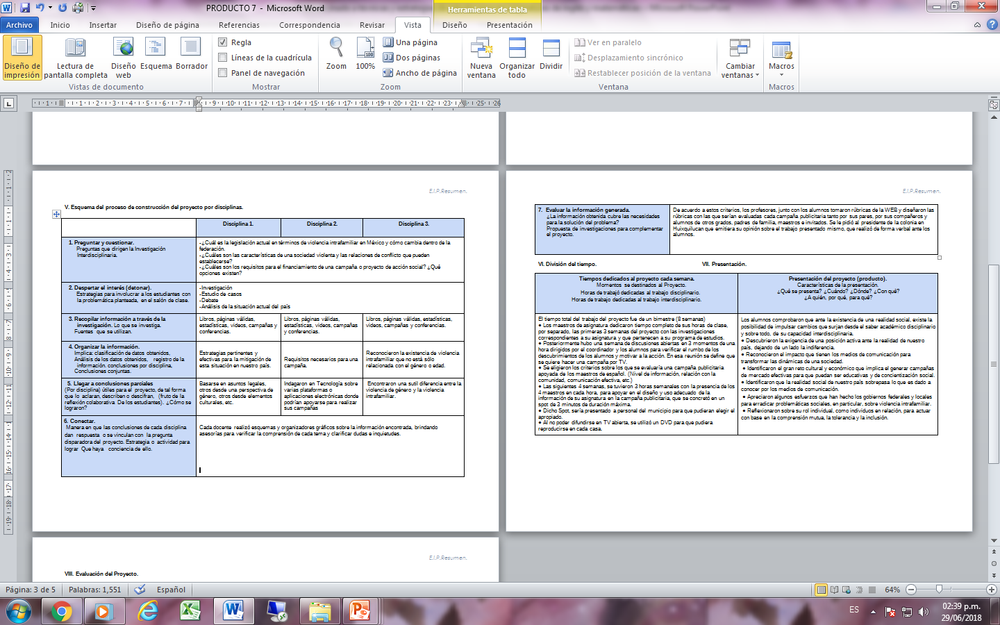 PRODUCTO 7 - Microsoft Word
Herramientas de tabla
Archivo
Inicio
Insertar
Diseño de página
Referencias
Correspondencia
Revisar
Vista
Diseño
Presentación
Diseño de impresión
Lectura de pantalla completa
Diseño web
Esquema
Borrador
Vistas de documento
Regla
Líneas de la cuadrícula
Panel de navegación
Mostrar
Zoom
100%
Una página
Dos páginas
Ancho de página
Zoom
Nueva ventana
Organizar todo
Dividir
Ver en paralelo
Desplazamiento sincrónico
Restablecer posición de la ventana
Ventana
Cambiar ventanas
Macros
Macros
E.I.P.Resumen.
V. Esquema del proceso de construcción del proyecto por disciplinas.
Disciplina 1.
Disciplina 2.
Disciplina 3.
1. Preguntar y cuestionar.
Preguntas que dirigen la Investigación
Interdisciplinaria.
-¿Cuál es la legislación actual en términos de violencia intrafamiliar en México y cómo cambia dentro de la
federación.
-¿Cuáles son las características de una sociedad violenta y las relaciones de conflicto que pueden
establecerse?
-¿Cuáles son los requisitos para el financiamiento de una campaña o proyecto de acción social? ¿Qué
opciones existen?
2. Despertar el interés (detonar).
Estrategias para involucrar a los estudiantes con
la problemática planteada, en el salón de clase.
-Investigación
-Estudio de casos
-Debate
-Análisis de la situación actual del país
3. Recopilar información a través de la
investigación. Lo que se investiga.
Fuentes que se utilizan.
Libros, páginas válidas,
estadísticas, videos, campañas y
conferencias.
Libros, páginas válidas,
estadísticas, videos, campañas
y conferencias.
Libros, páginas válidas, estadísticas,
videos, campañas y conferencias.
4. Organizar la información.
Implica: clasificación de datos obtenidos,
Análisis de los datos obtenidos, registro de la
información. conclusiones por disciplina,
Conclusiones conjuntas.
Estrategias pertinentes y
efectivas para la mitigación de
esta situación en nuestro país.
Requisitos necesarios para una
campaña.
Reconocieron la existencia de violencia
intrafamiliar que no está sólo
relacionada con el género o edad.
5. Llegar a conclusiones parciales
(Por disciplina) útiles para el proyecto, de tal forma
que lo aclaran, describen o descifran, (fruto de la
reflexión colaborativa De los estudiantes). ¿Cómo se
lograron?
Basarse en asuntos legales,
otros desde una perspectiva de
género, otros desde elementos
culturales, etc.
Indagaron en Tecnología sobre
varias plataformas o
aplicaciones electrónicas donde
podrían apoyarse para realizar
sus campañas
Encontraron una sutil diferencia entre la
violencia de género y la violencia
intrafamiliar.
6. Conectar.
Manera en que las conclusiones de cada disciplina
dan respuesta o se vinculan con la pregunta
disparadora del proyecto. Estrategia o actividad para
lograr Que haya conciencia de ello.
Cada docente realizó esquemas y organizadores gráficos sobre la información encontrada, brindando
asesorías para verificar la comprensión de cada tema y clarificar dudas e inquietudes.
E.I.P.Resumen.
7. Evaluar la información generada.
¿La información obtenida cubre las necesidades
para la solución del problema?
Propuesta de investigaciones para complementar
el proyecto.
De acuerdo a estos criterios, los profesores, junto con los alumnos tomaron rúbricas de la WEB y diseñaron las
rúbricas con las que serían evaluadas cada campaña publicitaria tanto por sus pares, por sus compañeros y
alumnos de otros grados, padres de familia, maestros e invitados. Se le pidió al presidente de la colonia en
Huixquilucan que emitiera su opinión sobre el trabajo presentado mismo, que realizó de forma verbal ante los
alumnos.
VI. División del tiempo.
VII. Presentación.
Tiempos dedicados al proyecto cada semana.
Momentos se destinados al Proyecto.
Horas de trabajó dedicadas al trabajo disciplinario.
Horas de trabajo dedicadas al trabajo interdisciplinario.
Presentación del proyecto (producto).
Características de la presentación.
¿Qué se presenta? ¿Cuándo? ¿Dónde? ¿Con qué?
¿A quién, por qué, para qué?
El tiempo total del trabajo del proyecto fue de un bimestre (8 semanas)
● Los maestros de asignatura dedicaron tiempo completo de sus horas de clase,
por separado, las primeras 3 semanas del proyecto con las investigaciones
correspondientes a su asignatura y que pertenecen a su programa de estudios.
● Posteriormente hubo una semana de discusiones abiertas en 3 momentos de una
hora dirigidos por el coordinador y los alumnos para verificar el rumbo de los
descubrimientos de los alumnos y motivar a la acción. En esa reunión se define que
se quiere hacer una campaña por TV.
● Se eligieron los criterios sobre los que se evaluaría una campaña publicitaria
apoyada de los maestros de español. (Nivel de información, relación con la
comunidad, comunicación efectiva, etc.)
● Las siguientes 4 semanas, se tuvieron 3 horas semanales con la presencia de los
4 maestros en cada hora, para apoyar en el diseño y uso adecuado de la
información de su asignatura en la campaña publicitaria, que se concretó en un
spot de 3 minutos de duración máxima.
● Dicho Spot, sería presentado a personal del municipio para que pudieran elegir el
apropiado.
● Al no poder difundirse en TV abierta, se utilizó un DVD para que pudiera
reproducirse en cada casa.
Los alumnos comprobaron que ante la existencia de una realidad social, existe la
posibilidad de impulsar cambios que surjan desde el saber académico disciplinario
y sobre todo, de su capacidad interdisciplinaria.
● Descubrieron la exigencia de una posición activa ante la realidad de nuestro
país, dejando de un lado la indiferencia.
● Reconocieron el impacto que tienen los medios de comunicación para
transformar las dinámicas de una sociedad.
● Identificaron el gran reto cultural y económico que implica el generar campañas
de mercado efectivas para que puedan ser educativas y de concientización social.
● Identificaron que la realidad social de nuestro país sobrepasa lo que es dado a
conocer por los medios de comunicación.
● Apreciaron algunos esfuerzos que han hecho los gobiernos federales y locales
para erradicar problemáticas sociales, en particular, sobre violencia intrafamiliar.
● Reflexionaron sobre su rol individual, como individuos en relación, para actuar
con base en la comprensión mutua, la tolerancia y la inclusión.
E.I.P.Resumen.
VIII. Evaluación del Proyecto.
Página: 3 de 5
Palabras: 1,551
Español
64%
ES
02:39 p.m.
29/06/2018